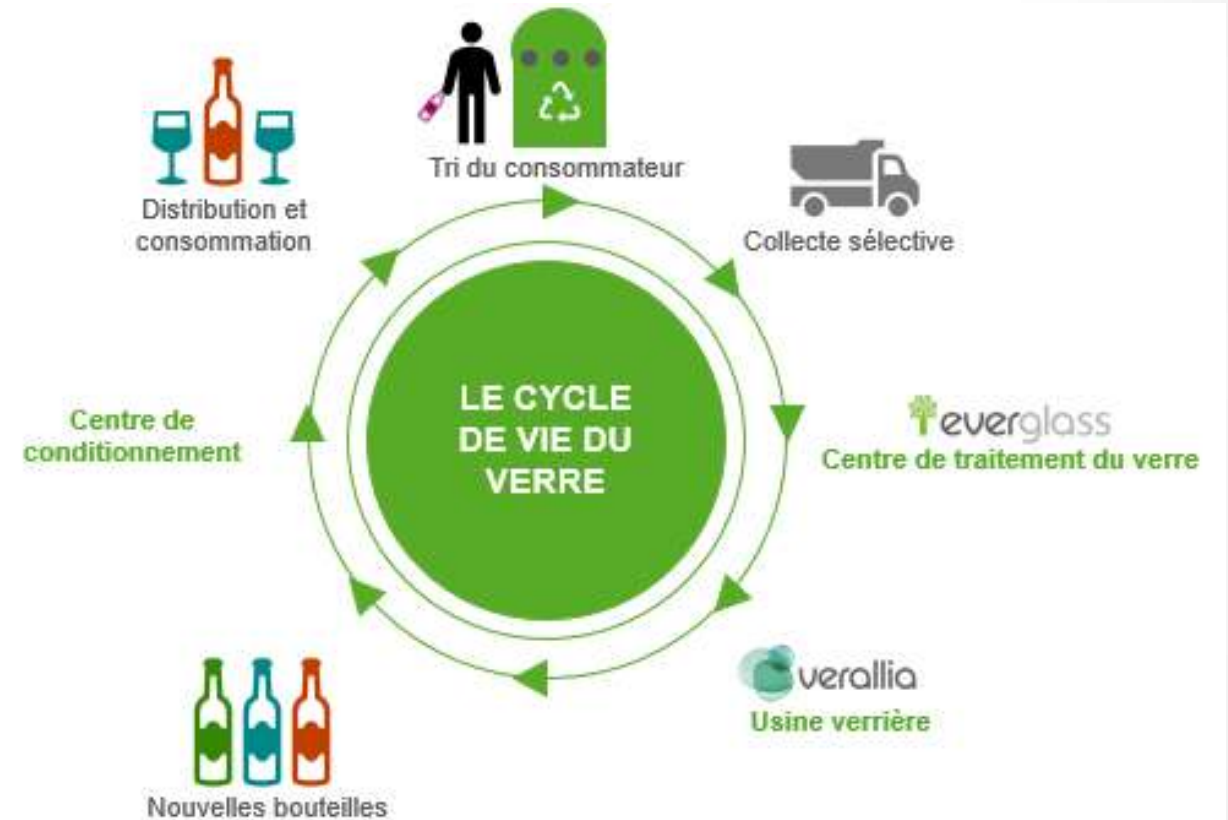 Tri du consommateur
Distribution et
consommation
Collecte sélective
LE CYCLE
DE VIE DU
VERRE
Centre de
conditionnement
everglass
Centre de traitement du verre
verallia
Usine verrière
Nouvelles bouteilles